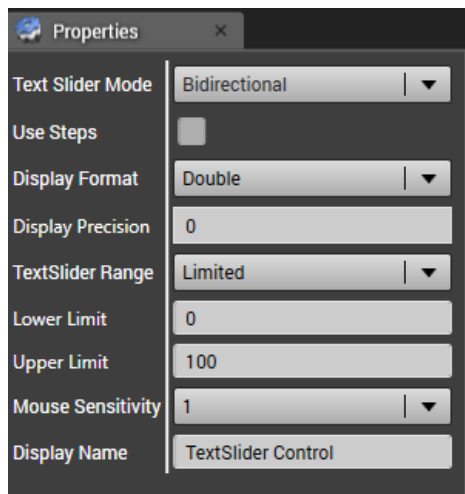 Properties
Text Slider Mode Bidirectional
Use Steps
Display Format Double
Display Precision 0
TextSlider Range Limited
Lower Limit 0
Upper Limit 100
Mouse Sensitivity 1
Display Name TextSlider Control